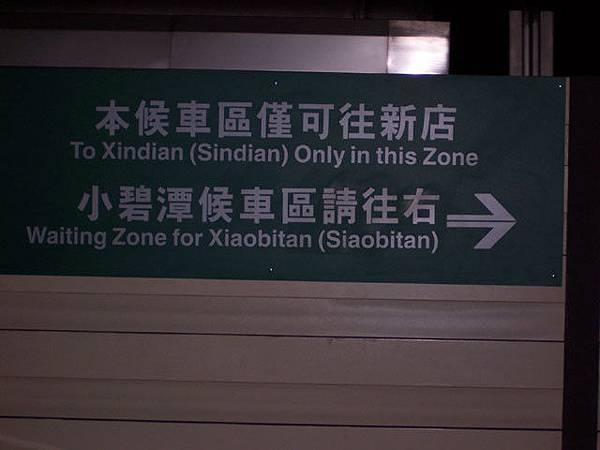 本候車區僅可往新店
To Xindian (Sindian) Only in this Zone
小碧潭候車區請往右
Waiting Zone for Xiaobitan (Siaobitan)